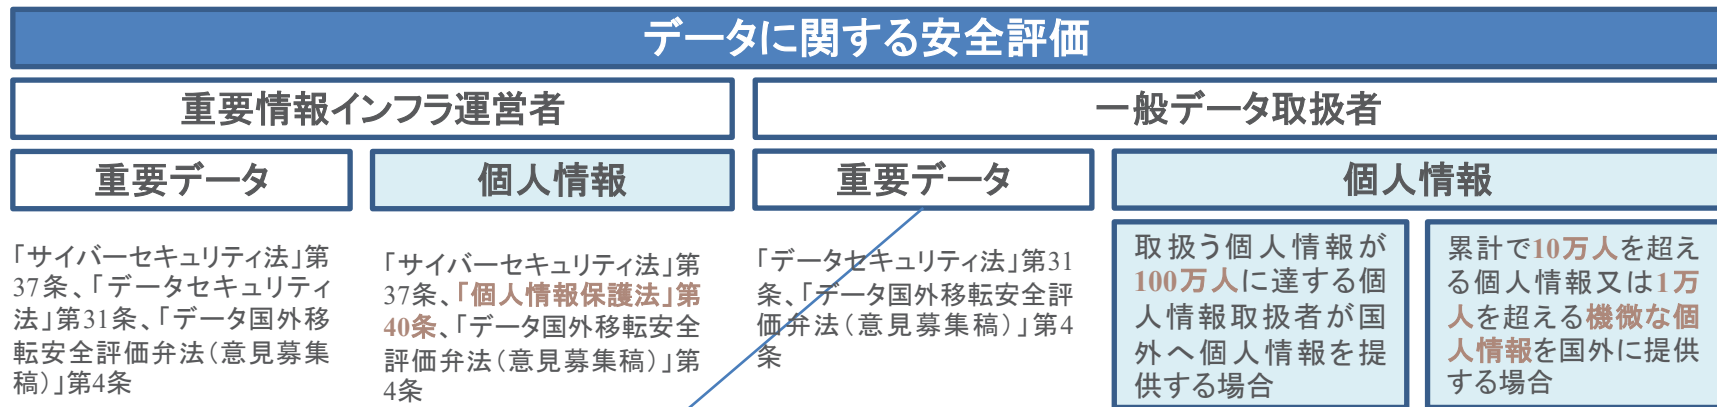 データに関する安全評価
重要情報インフラ運営者
一般データ取扱者
重要データ
個人情報
重要データ
個人情報
「サイバーセキュリティ法」第
37条、「データセキュリティ
法」第31条、「データ国外移
転安全評価弁法(意見募集
稿)」第4条
「サイバーセキュリティ法」第
37条、「個人情報保護法」第
40条、「データ国外移転安全
評価弁法(意見募集稿)」第
4条
「データセキュリティ法」第31
条、「データ国外移転安全評
価弁法(意見募集稿)」第4
条
取扱う個人情報が
100万人に達する個
人情報取扱者が国
外へ個人情報を提
供する場合
累計で10万人を超え
る個人情報又は1万
人を超える機微な個
人情報を国外に提供
する場合